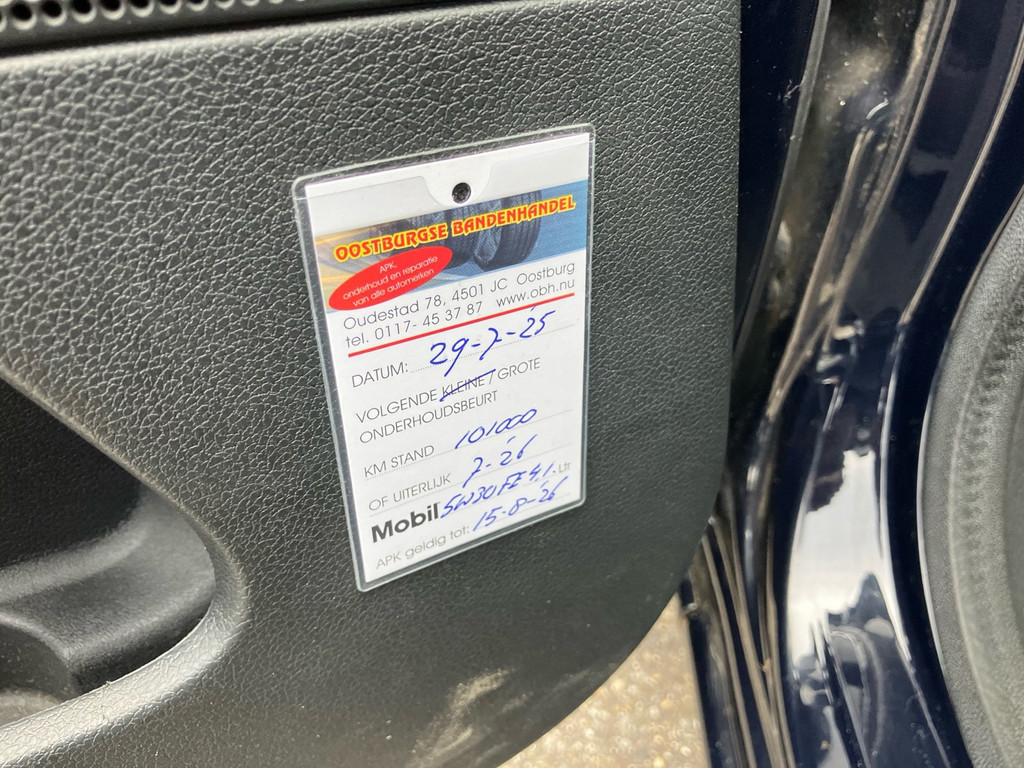 OOSTBURGSE BANDENHANDEL
APK,
onderhoud en reparatie
van alle automerken
Oudestad 78, 4501 JC Oostburg
tel. 0117- 45 37 87 www.obh.nu
DATUM: 29-7-'25
VOLGENDE KLEINE / GROTE
ONDERHOUDSBEURT
KM STAND 101000
OF UITERLIJK 7-'26
Mobil 5W30FE 4,1. Ltr
APK geldig tot: 15-8-'26